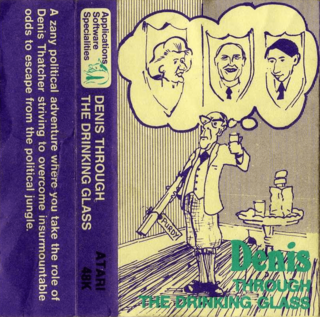 A zany political adventure where you take the role of
Denis Thatcher striving to overcome insurmountable
odds to escape from the political jungle.
Applications
Software
Specialities
DENIS THROUGH
THE DRINKING GLASS
ATARI
48K
Denis
THROUGH
THE DRINKING GLASS